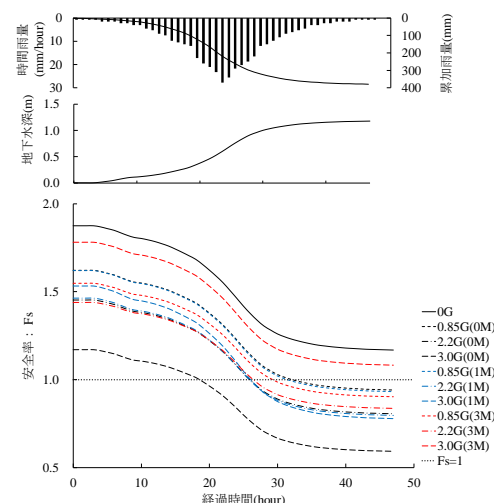 時間雨量
(mm/hour)
0
10
20
30
0
100
200
300
400
累加雨量(mm)
地下水深(m)
1.5
1.0
0.5
0.0
安全率： Fs
2.0
1.5
1.0
0.5
0
10
20
30
40
50
経過時間(hour)
0G
0.85G(0M)
2.2G(0M)
3.0G(0M)
0.85G(1M)
2.2G(1M)
3.0G(1M)
0.85G(3M)
2.2G(3M)
3.0G(3M)
Fs=1